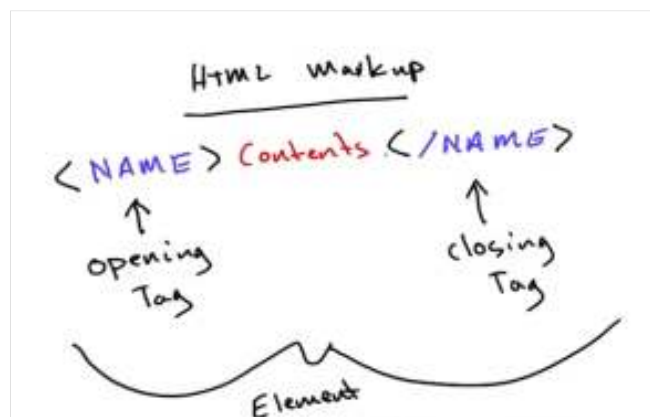 HTML Markup
<NAME> Contents </NAME>
opening
Tag
closing
Tag
Element